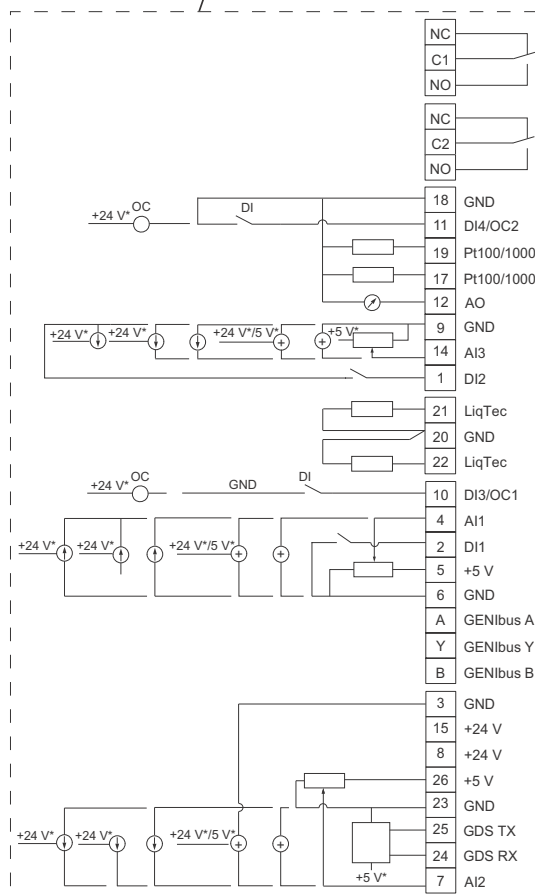 NC
C1
NO
NC
C2
NO
18 GND
+24 V* OC DI 11 DI4/OC2
19 Pt100/1000
17 Pt100/1000
12 AO
9 GND
+24 V* +24 V* +24 V*/5 V* +5 V*
14 AI3
1 DI2
21 LiqTec
20 GND
22 LiqTec
+24 V* OC GND DI 10 DI3/OC1
4 AI1
2 DI1
+24 V* +24 V* +24 V*/5 V*
5 +5 V
6 GND
A GENIbus A
Y GENIbus Y
B GENIbus B
3 GND
15 +24 V
8 +24 V
26 +5 V
23 GND
25 GDS TX
+24 V* +24 V* +24 V*/5 V*
24 GDS RX
+5 V* 7 AI2